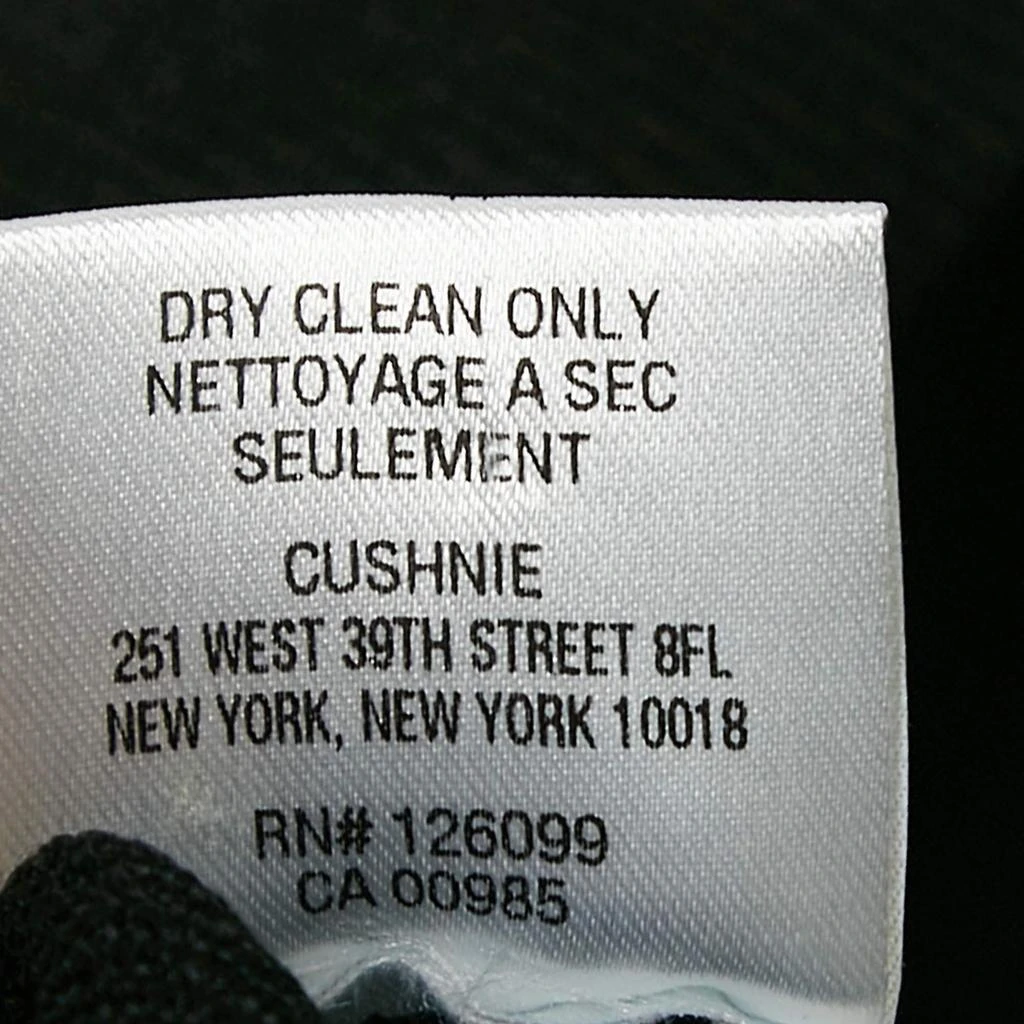 DRY CLEAN ONLY
NETTOYAGE A SEC
SEULEMENT
CUSHNIE
251 WEST 39TH STREET 8FL
NEW YORK, NEW YORK 10018
RN# 126099
CA 00985